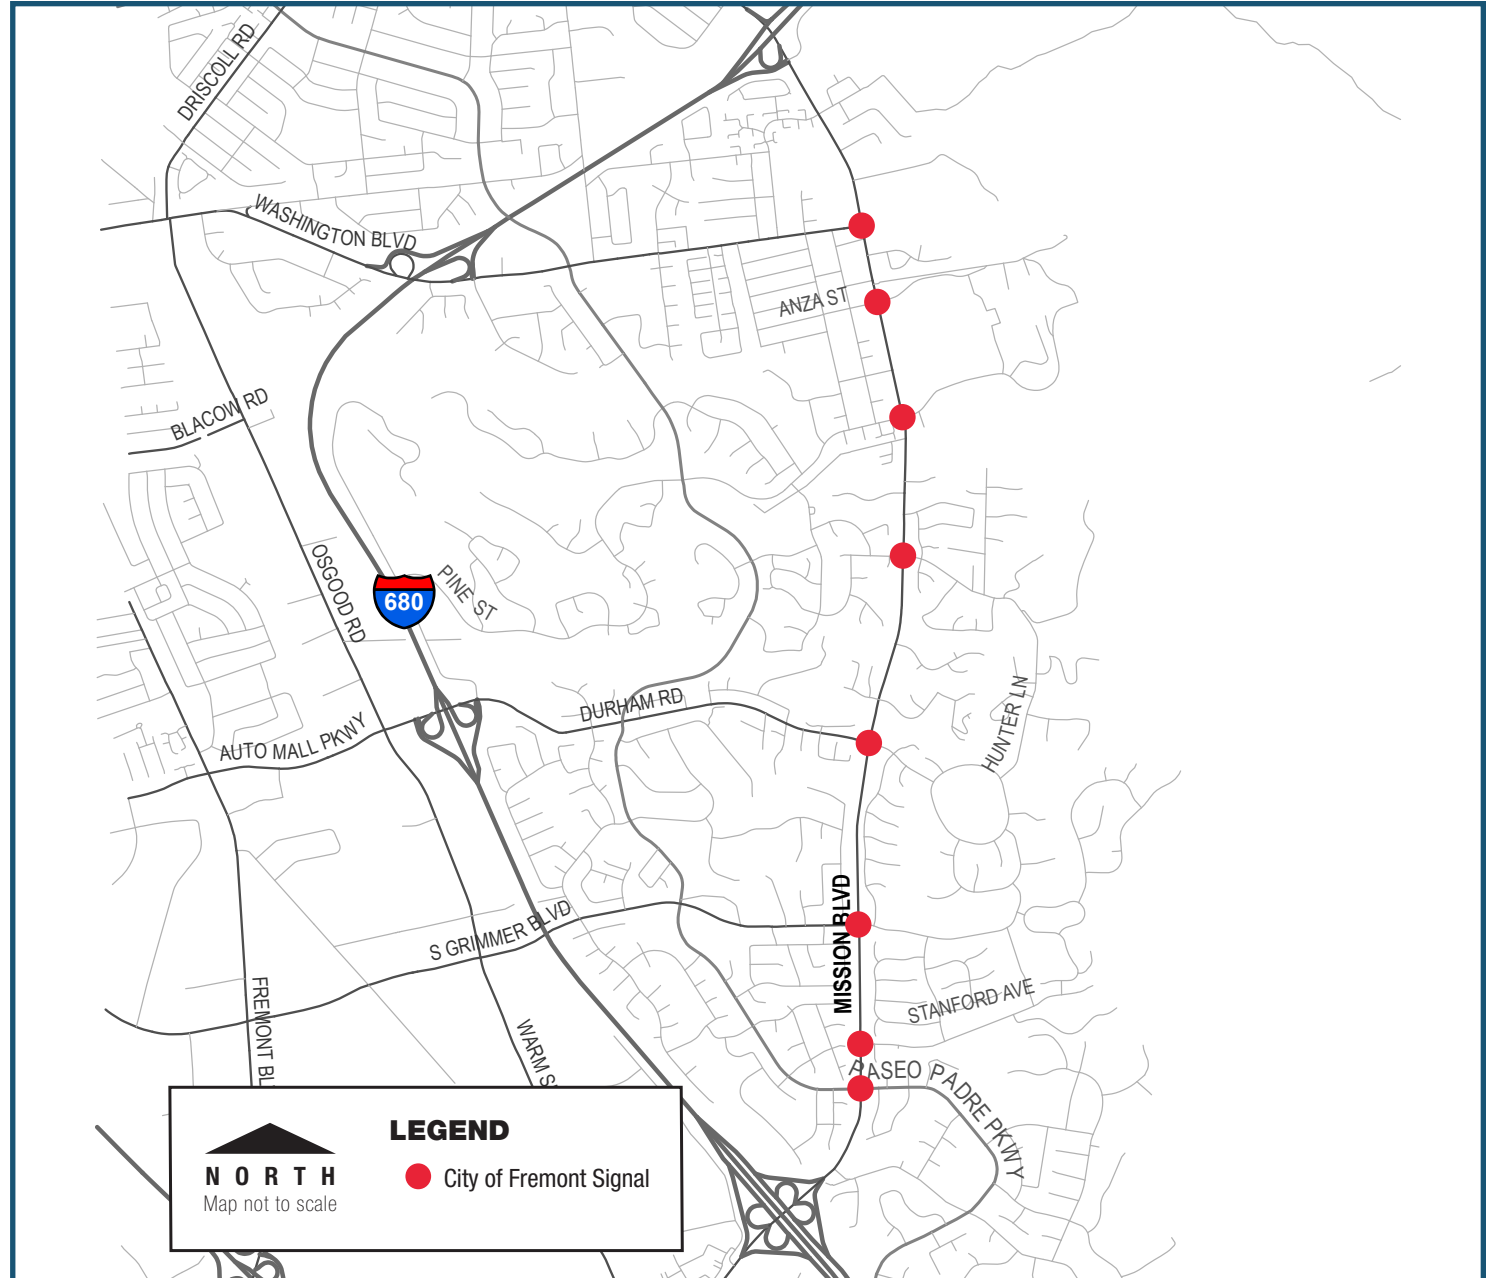 DRISCOLL RD
WASHINGTON BLVD
ANZA ST
BLACOW RD
OSGOOD RD
680
PINE ST
HUNTER LN
DURHAM RD
AUTO MALL PKWY
MISSION BLVD
S GRIMMER BLVD
STANFORD AVE
FREMONT BL
WARM S
PASEO PADRE PKWY
LEGEND
NORTH
City of Fremont Signal
Map not to scale